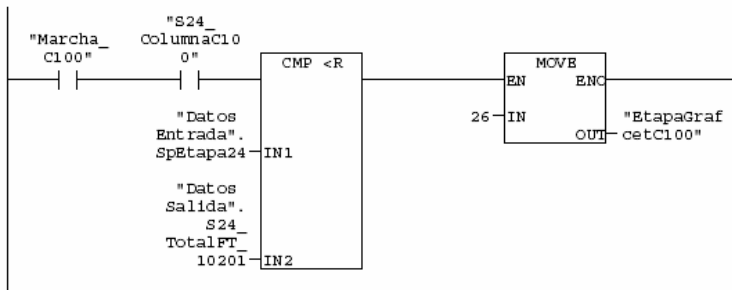 "S24_
"Marcha_
ColumnaC10
C100"
0"
CMP <R
MOVE
EN
ENO
"Datos
Entrada".
SpEtapa24
IN1
26
IN
"EtapaGraf
OUT
cetC100"
"Datos
Salida".
S24_
TotalFT_
10201
IN2